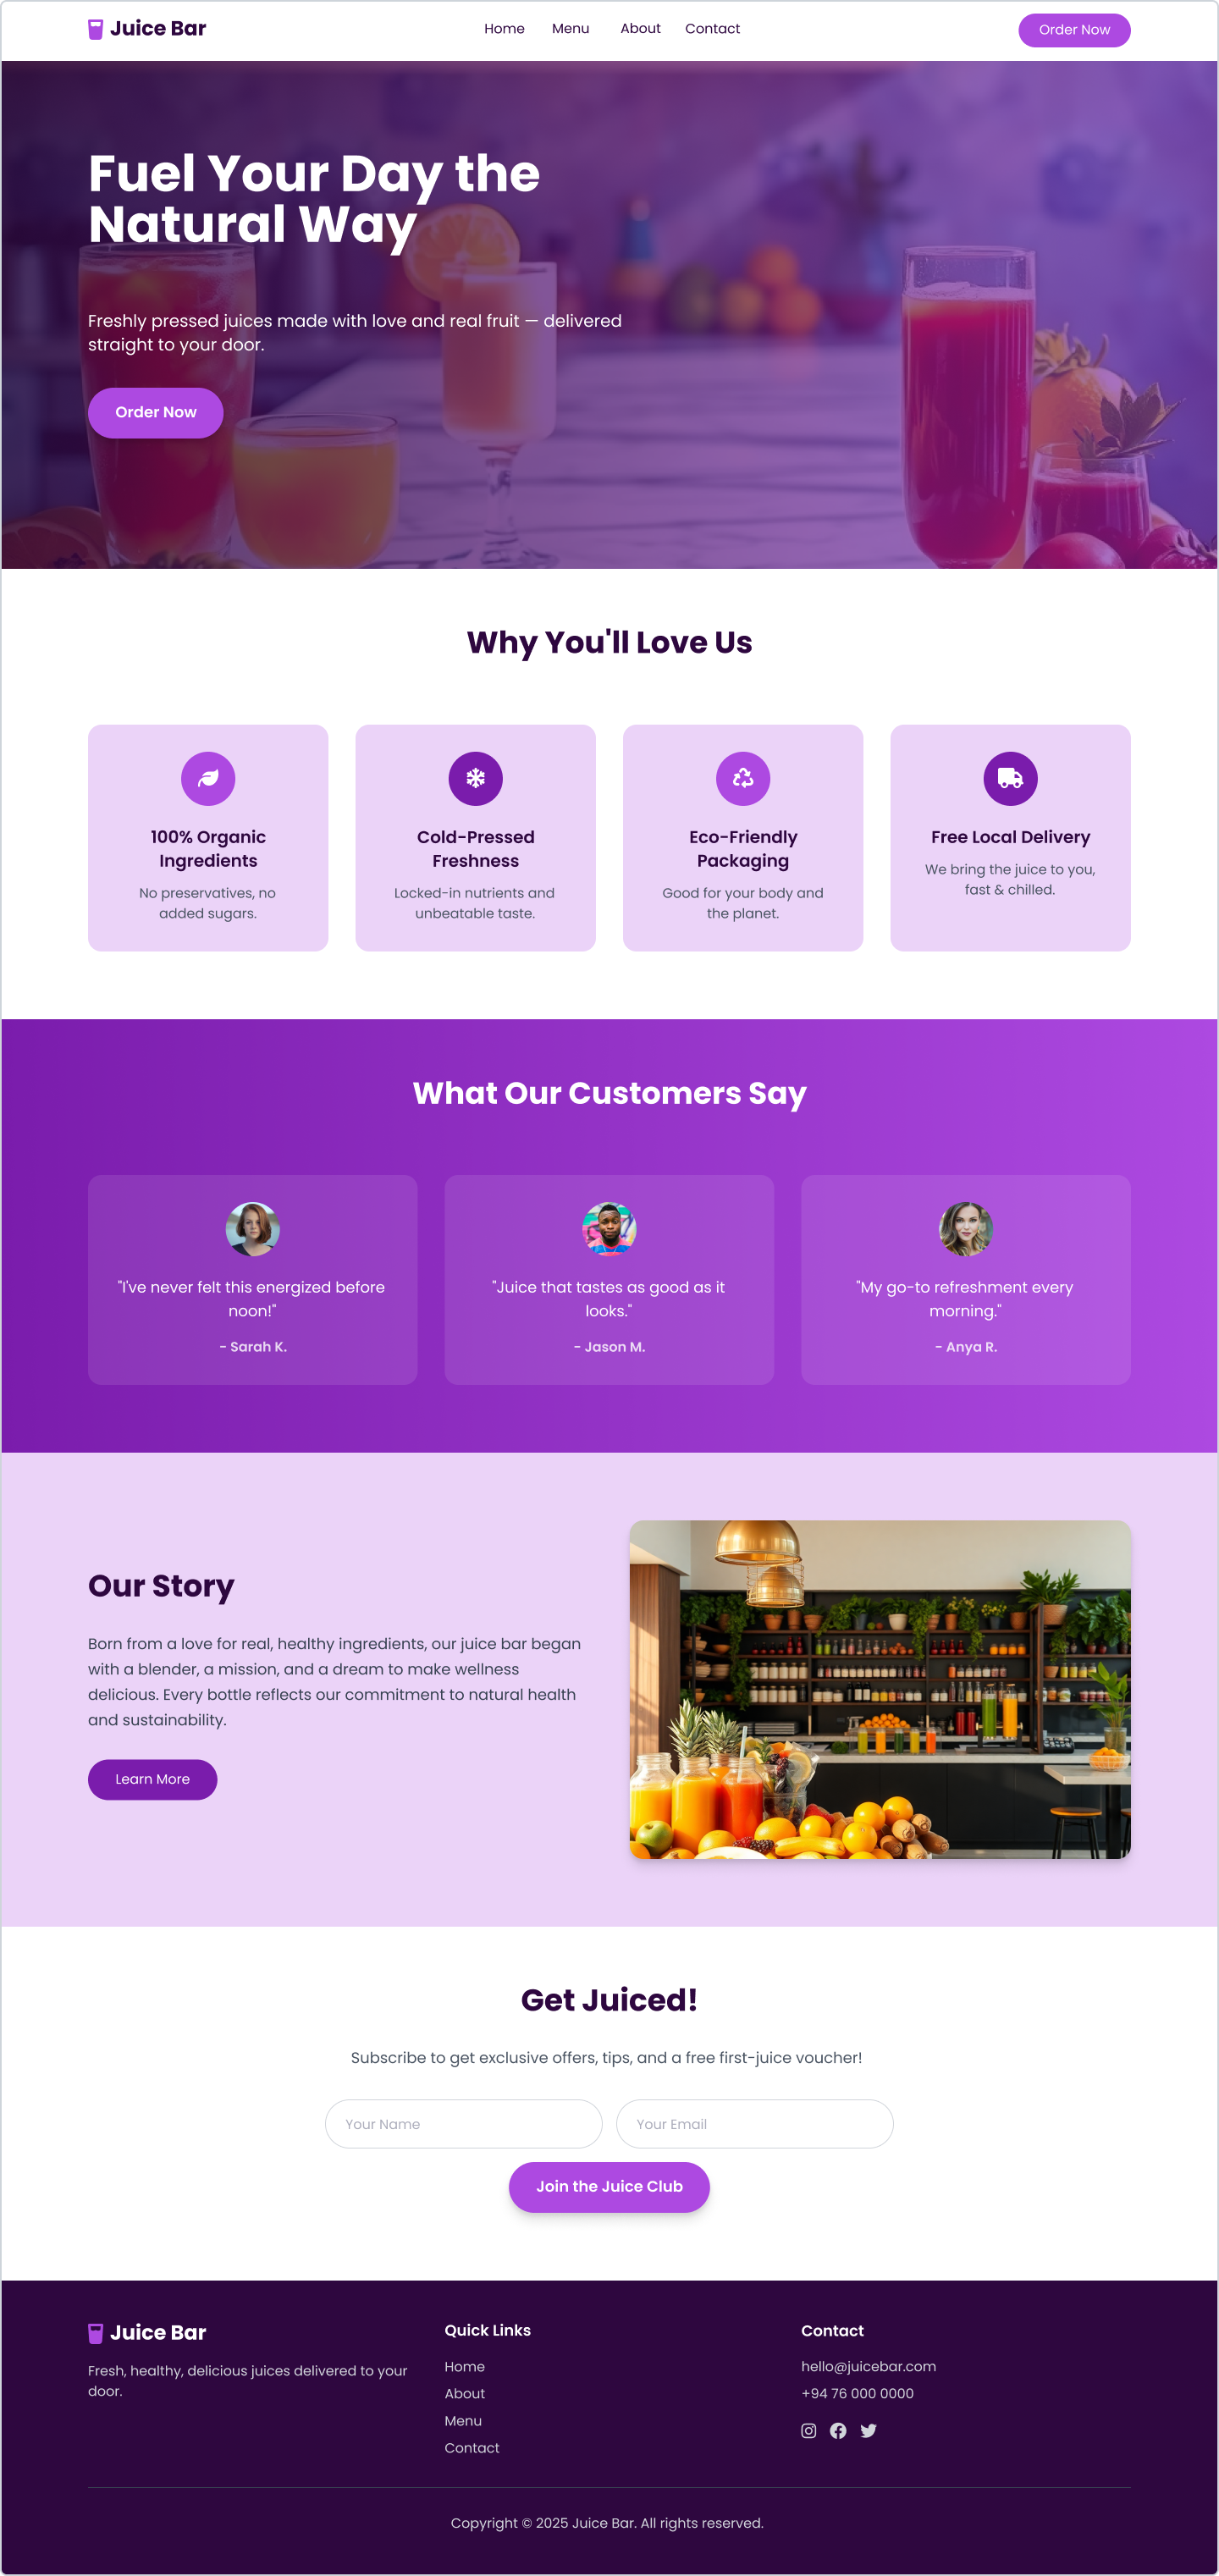 Juice Bar
Home
Menu
About
Contact
Order Now
Fuel Your Day the
Natural Way
Freshly pressed juices made with love and real fruit — delivered
straight to your door.
Order Now
Why You'll Love Us
100% Organic
Ingredients
No preservatives, no
added sugars.
Cold-Pressed
Freshness
Locked-in nutrients and
unbeatable taste.
Eco-Friendly
Packaging
Good for your body and
the planet.
Free Local Delivery
We bring the juice to you,
fast & chilled.
What Our Customers Say
"I've never felt this energized before
noon!"
- Sarah K.
"Juice that tastes as good as it
looks."
- Jason M.
"My go-to refreshment every
morning."
- Anya R.
Our Story
Born from a love for real, healthy ingredients, our juice bar began
with a blender, a mission, and a dream to make wellness
delicious. Every bottle reflects our commitment to natural health
and sustainability.
Learn More
Get Juiced!
Subscribe to get exclusive offers, tips, and a free first-juice voucher!
Your Name
Your Email
Join the Juice Club
Juice Bar
Fresh, healthy, delicious juices delivered to your
door.
Quick Links
Home
About
Menu
Contact
Contact
hello@juicebar.com
+94 76 000 0000
Copyright © 2025 Juice Bar. All rights reserved.